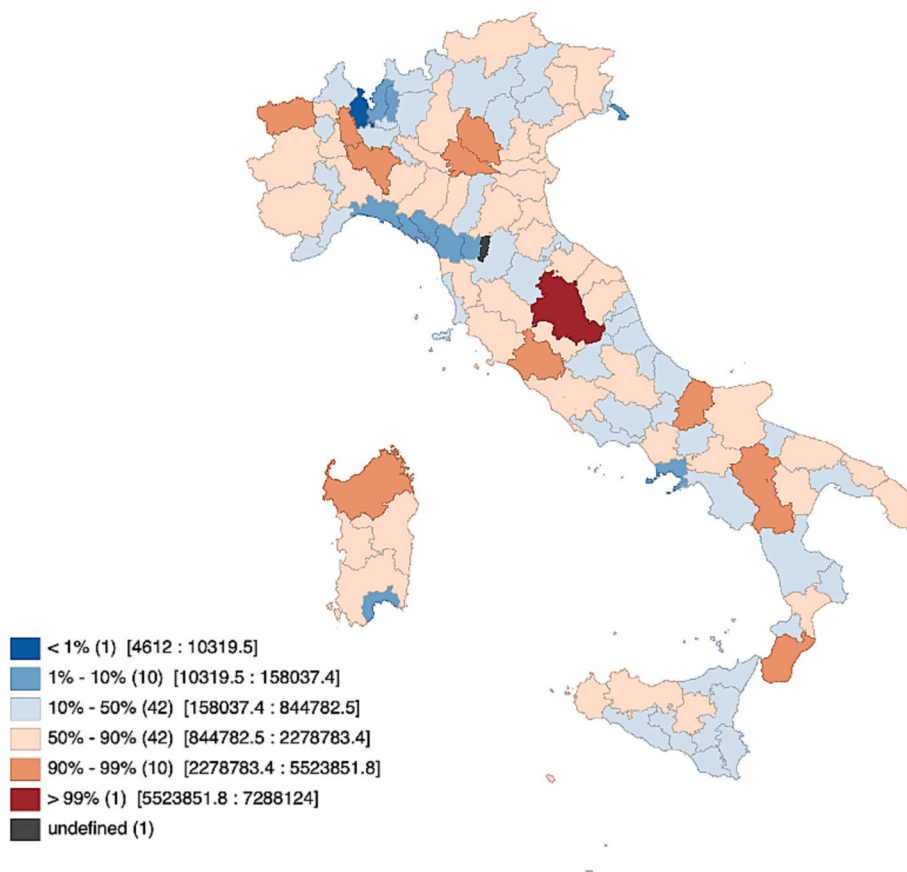 < 1% (1) [4612 : 10319.5]
1% - 10% (10) [10319.5 : 158037.4]
10% - 50% (42) [158037.4 : 844782.5]
50% - 90% (42) [844782.5 : 2278783.4]
90% - 99% (10) [2278783.4 : 5523851.8]
> 99% (1) [5523851.8 : 7288124]
undefined (1)